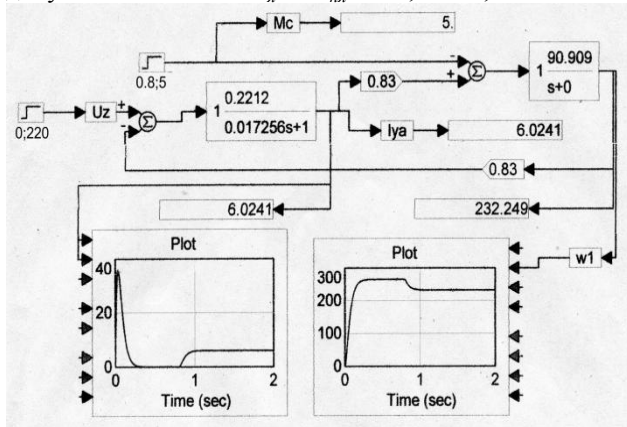 Mc
5.
0.8;5
-
+
Σ
0.83
1
90.909
s+0
0;220
Uz
+
-
Σ
1
0.2212
0.017256s+1
Iya
6.0241
0.83
6.0241
232.249
w1
Plot
40
20
0
0
1
2
Time (sec)
Plot
300
200
100
0
0
1
2
Time (sec)